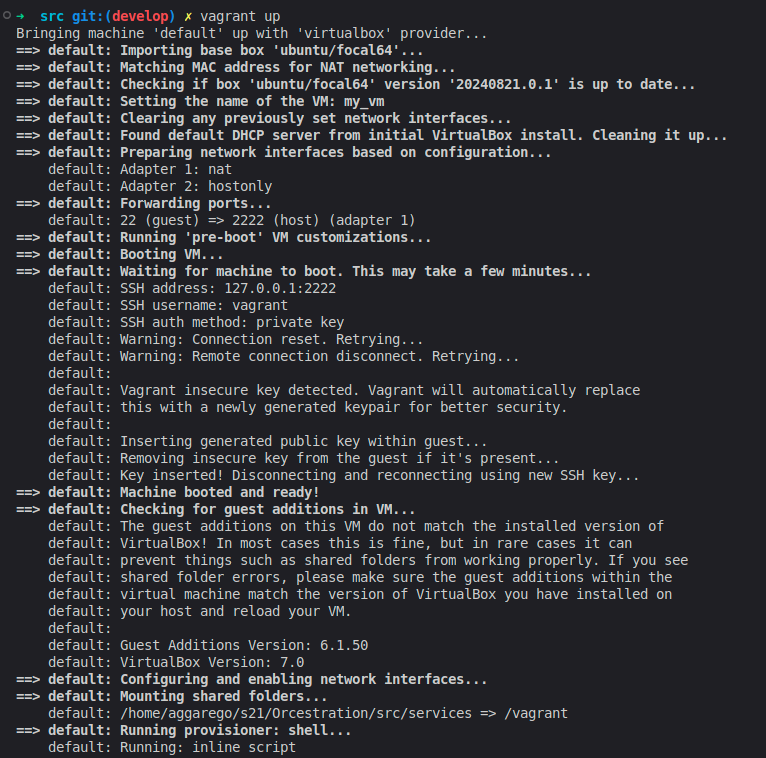 ➜  src git:(develop) ✗ vagrant up
Bringing machine 'default' up with 'virtualbox' provider...
==> default: Importing base box 'ubuntu/focal64'...
==> default: Matching MAC address for NAT networking...
==> default: Checking if box 'ubuntu/focal64' version '20240821.0.1' is up to date...
==> default: Setting the name of the VM: my_vm
==> default: Clearing any previously set network interfaces...
==> default: Found default DHCP server from initial VirtualBox install. Cleaning it up...
==> default: Preparing network interfaces based on configuration...
    default: Adapter 1: nat
    default: Adapter 2: hostonly
==> default: Forwarding ports...
    default: 22 (guest) => 2222 (host) (adapter 1)
==> default: Running 'pre-boot' VM customizations...
==> default: Booting VM...
==> default: Waiting for machine to boot. This may take a few minutes...
    default: SSH address: 127.0.0.1:2222
    default: SSH username: vagrant
    default: SSH auth method: private key
    default: Warning: Connection reset. Retrying...
    default: Warning: Remote connection disconnect. Retrying...
    default:
    default: Vagrant insecure key detected. Vagrant will automatically replace
    default: this with a newly generated keypair for better security.
    default:
    default: Inserting generated public key within guest...
    default: Removing insecure key from the guest if it's present...
    default: Key inserted! Disconnecting and reconnecting using new SSH key...
==> default: Machine booted and ready!
==> default: Checking for guest additions in VM...
    default: The guest additions on this VM do not match the installed version of
    default: VirtualBox! In most cases this is fine, but in rare cases it can
    default: prevent things such as shared folders from working properly. If you see
    default: shared folder errors, please make sure the guest additions within the
    default: virtual machine match the version of VirtualBox you have installed on
    default: your host and reload your VM.
    default:
    default: Guest Additions Version: 6.1.50
    default: VirtualBox Version: 7.0
==> default: Configuring and enabling network interfaces...
==> default: Mounting shared folders...
    default: /home/aggarego/s21/Orcestration/src/services => /vagrant
==> default: Running provisioner: shell...
    default: Running: inline script